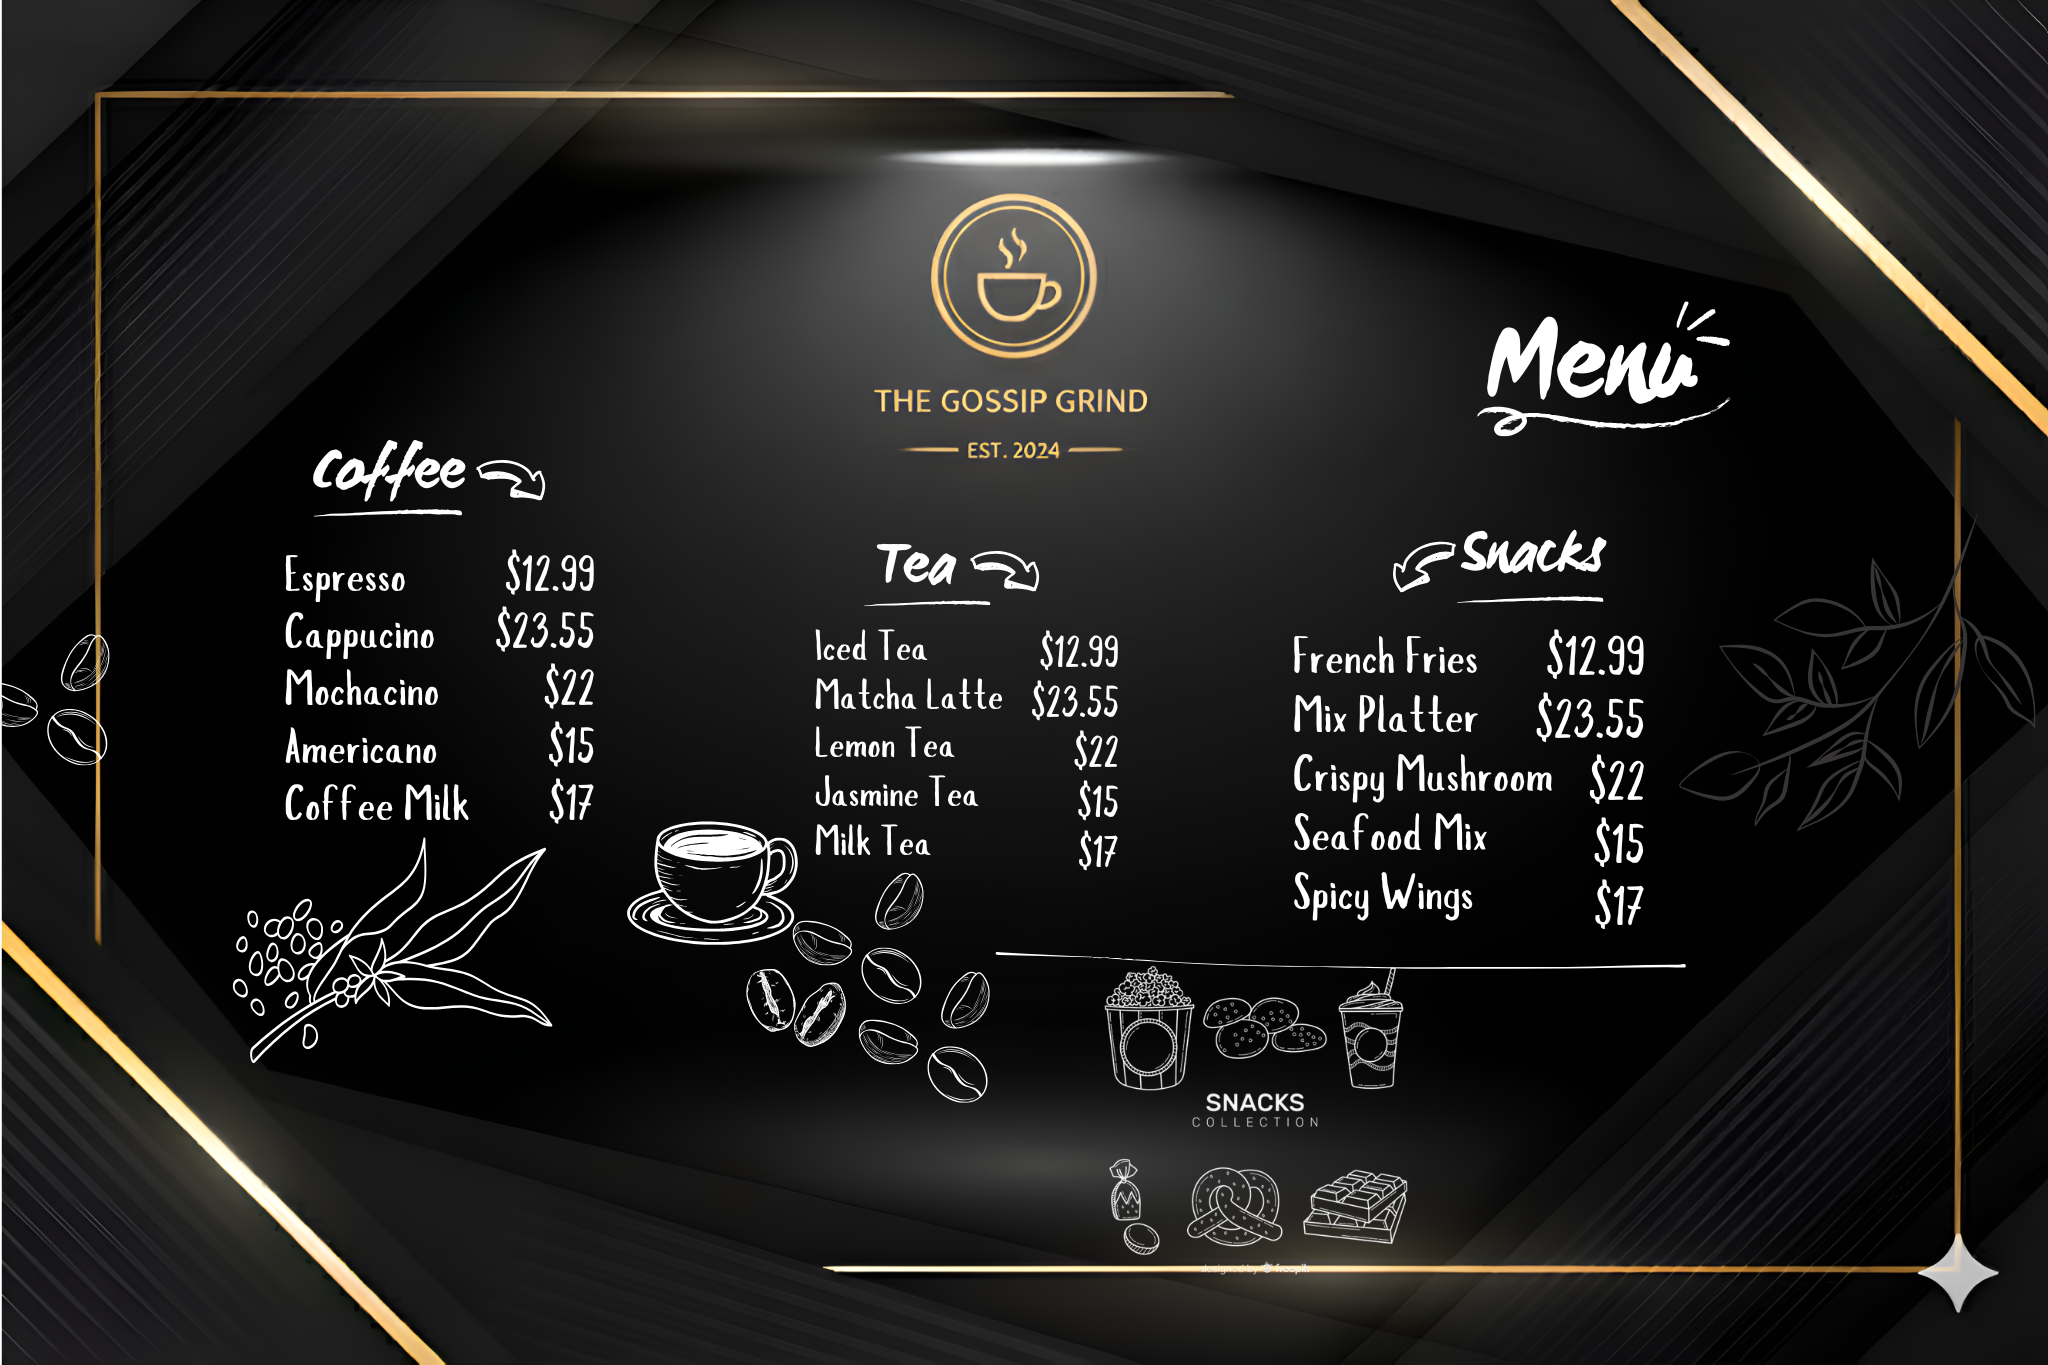 THE GOSSIP GRIND
EST. 2024
Menu
Coffee
Espresso $12.99
Cappucino $23.55
Mochacino $22
Americano $15
Coffee Milk $17
Tea
Iced Tea $12.99
Matcha Latte $23.55
Lemon Tea $22
Jasmine Tea $15
Milk Tea $17
Snacks
French Fries $12.99
Mix Platter $23.55
Crispy Mushroom $22
Seafood Mix $15
Spicy Wings $17
SNACKS
COLLECTION
designed by freepik